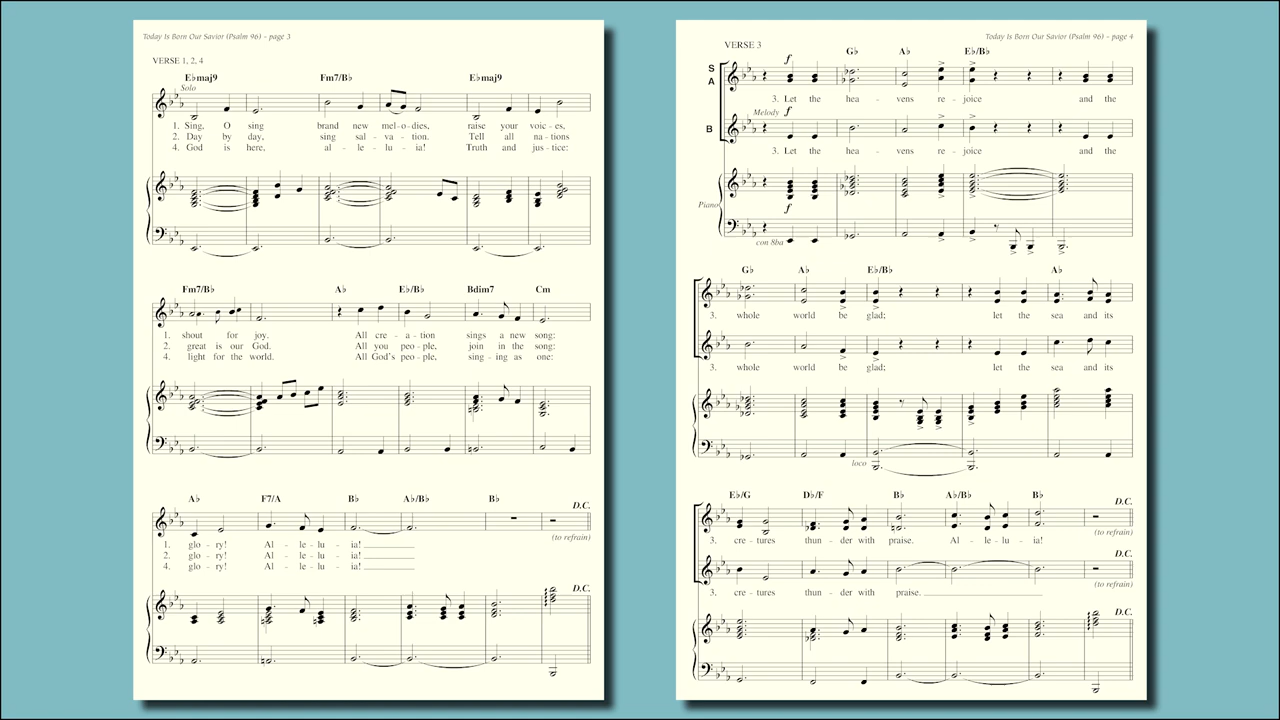 Today Is Born Our Savior (Psalm 96) – page 3
VERSE 1, 2, 4
Fm7 E♭maj9 Fm7/B♭ E♭maj9
Solo
1. Sing, O sing brand new mel-o-dies, raise your voic-es,
2. Day by day, sing sal-va-tion. Tell all na-tions
4. God is here, al-le-lu-ia! Truth and jus-tice:
Fm7/B♭ A♭ E♭/B♭ Bdim7 Cm
1. shout for joy. All cre-a-tion sings a new song:
2. great is our God. All you peo-ple, join in the song:
4. light for the world. All God's peo-ple, sing-ing as one:
A♭ F7/A B♭ A♭/B♭ B♭ D.C.
(to refrain)
1. glo-ry! Al-le-lu-ia!
2. glo-ry! Al-le-lu-ia!
4. glo-ry! Al-le-lu-ia!
D.C.
Today Is Born Our Savior (Psalm 96) – page 4
VERSE 3
G♭ A♭ E♭/B♭
f
S
A
3. Let the hea-vens re-joice and the
Melody f
B
3. Let the hea-vens re-joice and the
Piano
f
con 8ba
G♭ A♭ E♭/B♭ A♭
3. whole world be glad; let the sea and its
3. whole world be glad; let the sea and its
loco
E♭/G D♭/F B♭ A♭/B♭ B♭ D.C.
(to refrain)
3. cre-tures thun-der with praise. Al-le-lu-ia!
D.C.
(to refrain)
3. cre-tures thun-der with praise.
D.C.